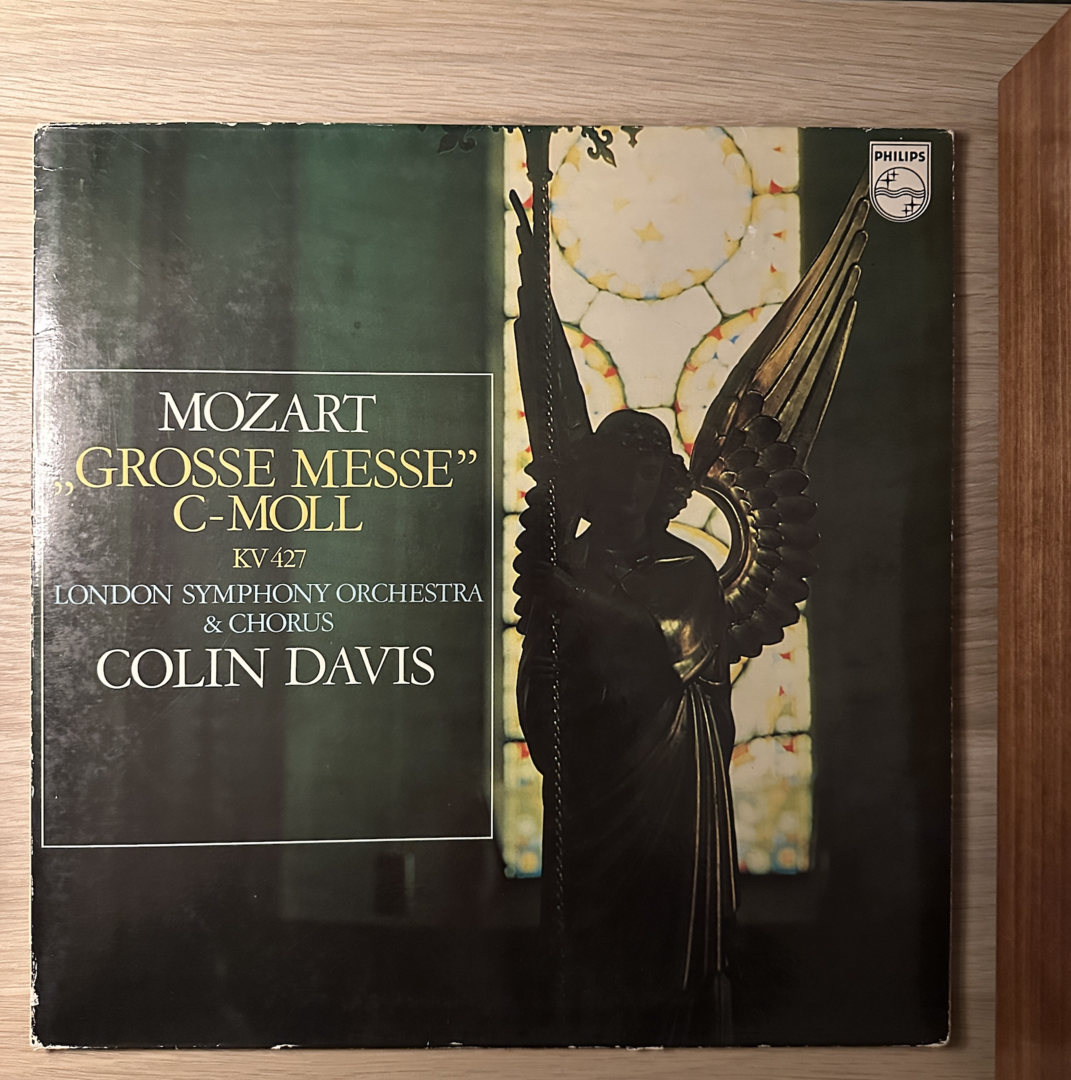 PHILIPS
MOZART
„GROSSE MESSE”
C-MOLL
KV 427
LONDON SYMPHONY ORCHESTRA
& CHORUS
COLIN DAVIS